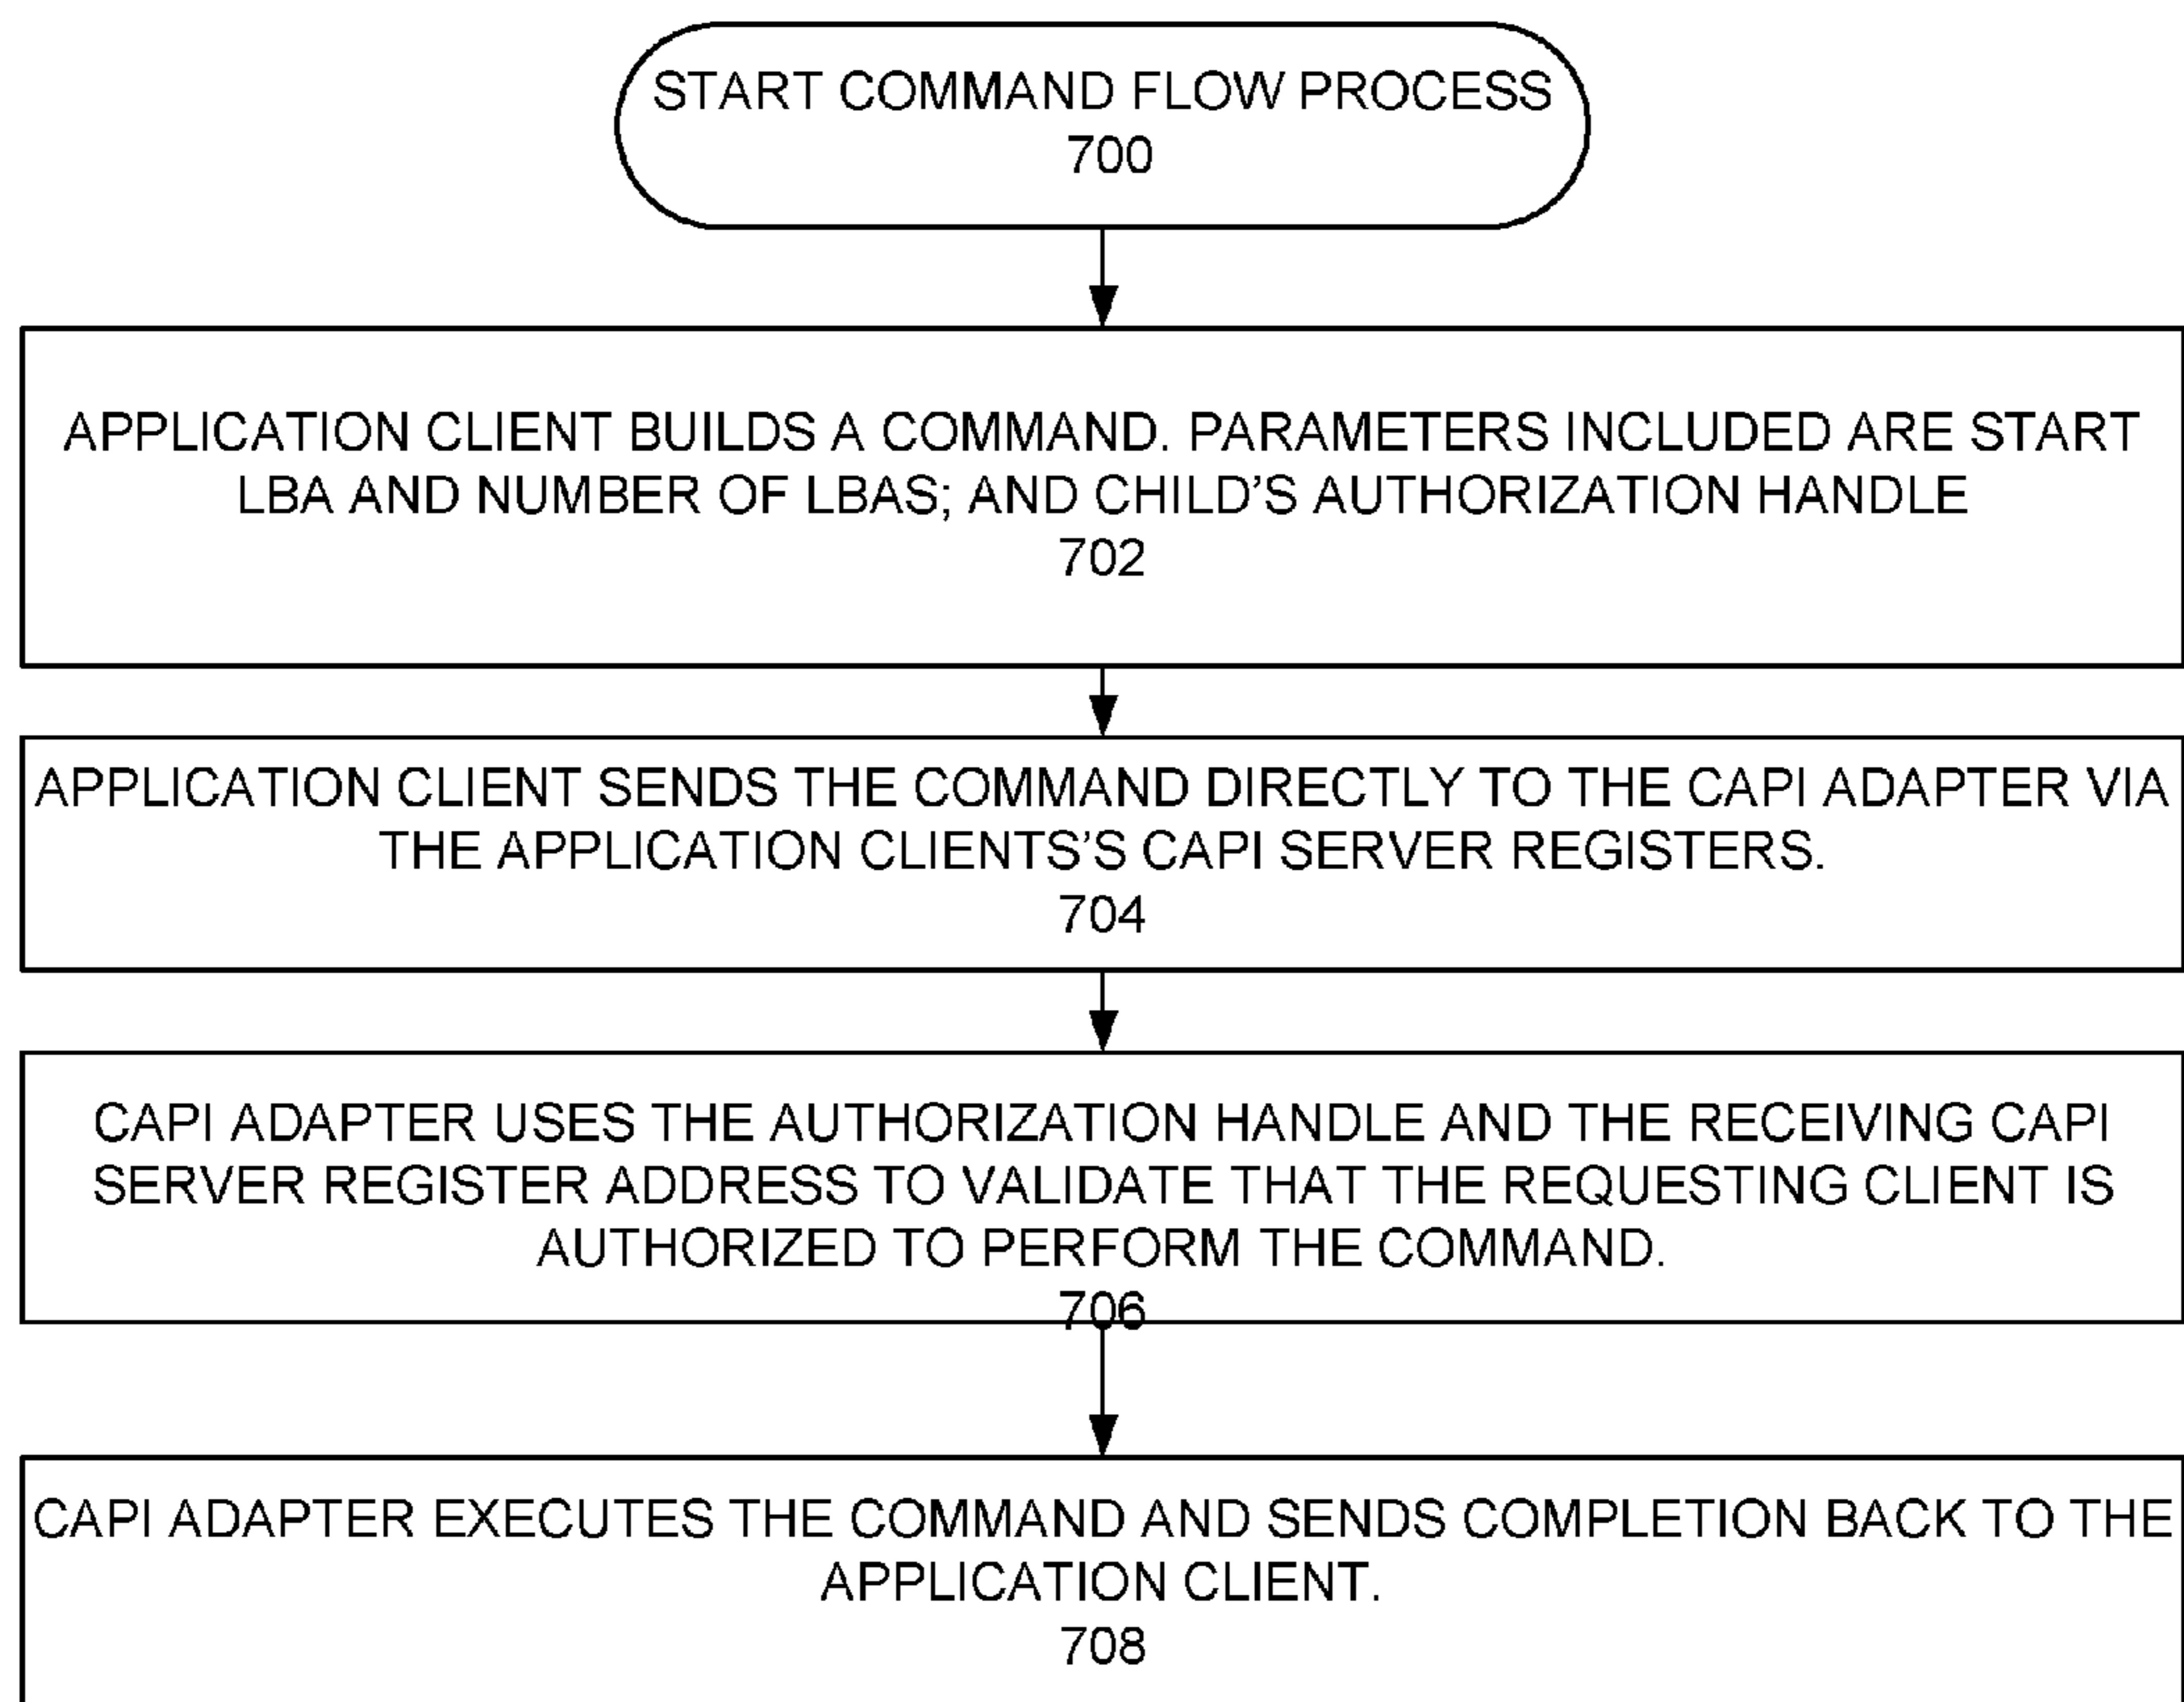 START COMMAND FLOW PROCESS
700
APPLICATION CLIENT BUILDS A COMMAND. PARAMETERS INCLUDED ARE START
LBA AND NUMBER OF LBAS; AND CHILD’S AUTHORIZATION HANDLE
702
APPLICATION CLIENT SENDS THE COMMAND DIRECTLY TO THE CAPI ADAPTER VIA
THE APPLICATION CLIENTS’S CAPI SERVER REGISTERS.
704
CAPI ADAPTER USES THE AUTHORIZATION HANDLE AND THE RECEIVING CAPI
SERVER REGISTER ADDRESS TO VALIDATE THAT THE REQUESTING CLIENT IS
AUTHORIZED TO PERFORM THE COMMAND.
706
CAPI ADAPTER EXECUTES THE COMMAND AND SENDS COMPLETION BACK TO THE
APPLICATION CLIENT.
708